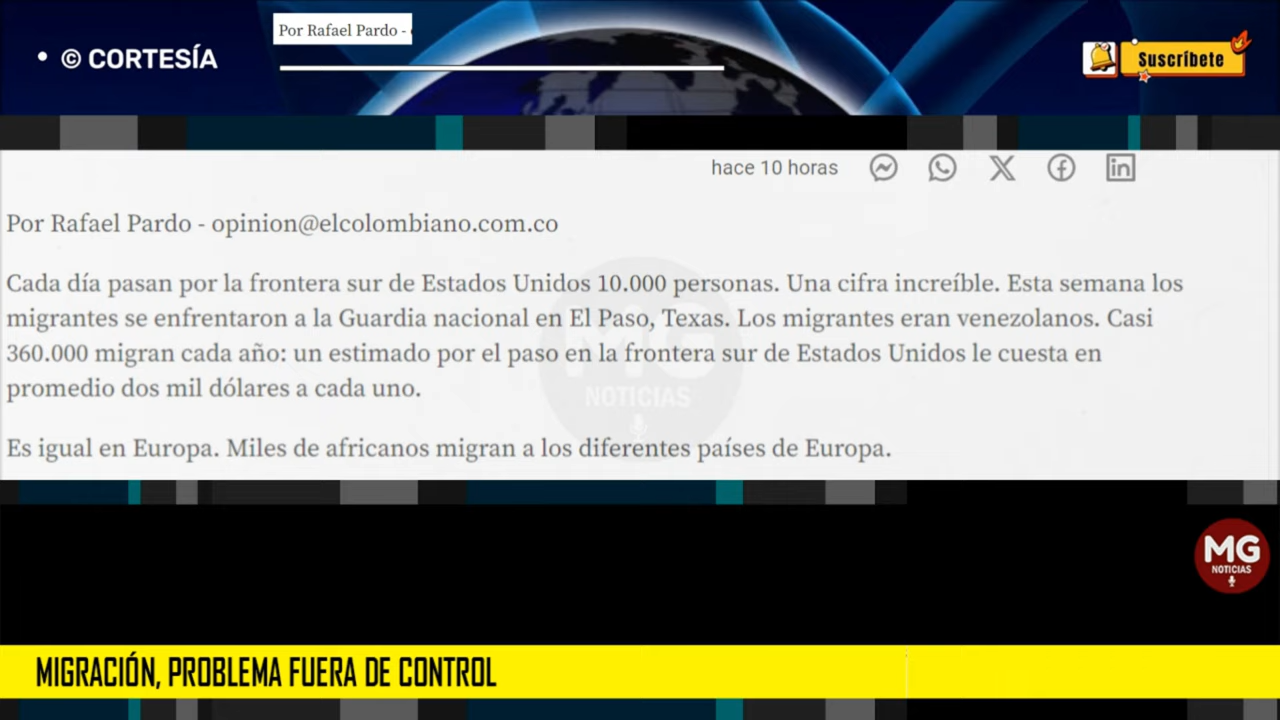 Por Rafael Pardo -
• © CORTESÍA
Suscríbete
hace 10 horas
Por Rafael Pardo - opinion@elcolombiano.com.co
Cada día pasan por la frontera sur de Estados Unidos 10.000 personas. Una cifra increíble. Esta semana los
migrantes se enfrentaron a la Guardia nacional en El Paso, Texas. Los migrantes eran venezolanos. Casi
360.000 migran cada año: un estimado por el paso en la frontera sur de Estados Unidos le cuesta en
promedio dos mil dólares a cada uno.
MG
NOTICIAS
Es igual en Europa. Miles de africanos migran a los diferentes países de Europa.
MG
NOTICIAS
MIGRACIÓN, PROBLEMA FUERA DE CONTROL